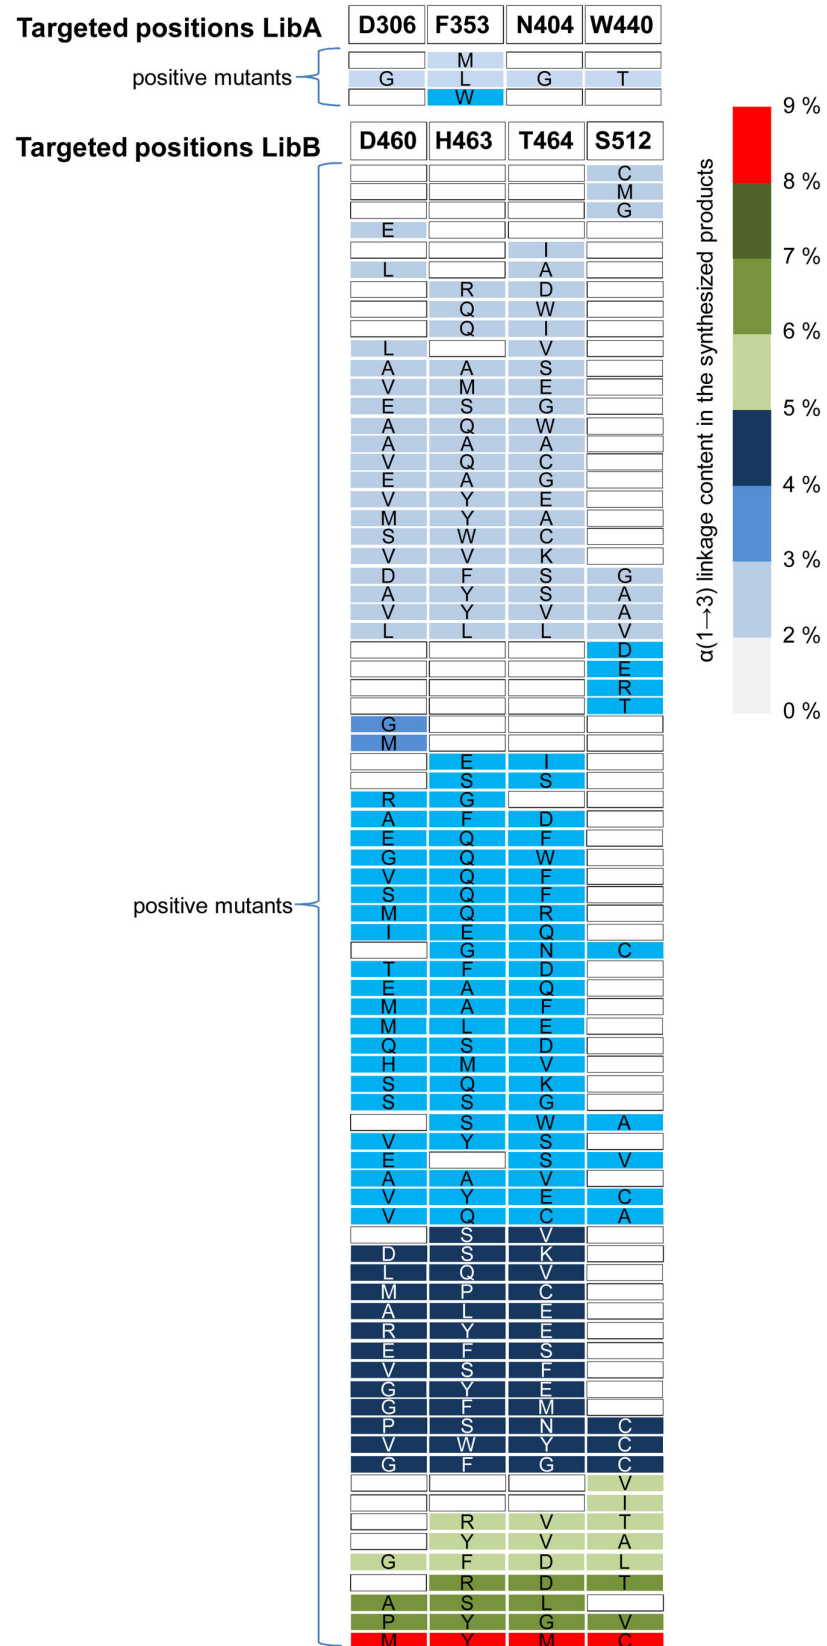 Targeted positions LibA D306 F353 N404 W440
M
positive mutants G L G T
W
Targeted positions LibB D460 H463 T464 S512
C
M
G
E
I
L A
R D
Q W
Q I
L V
A A S
V M E
E S G
A Q W
A A A
V Q C
E A G
V Y E
M Y A
S W C
V V K
D F S G
A Y S A
V Y V A
L L L V
D
E
R
T
G
M
E I
S S
R G
A F D
E Q F
G Q W
V Q F
S Q F
positive mutants
M Q R
I E Q
G N C
T F D
E A Q
M A F
M L E
Q S D
H M V
S Q K
S S G
S W A
V Y S
E S V
A A V
V Y E C
V Q C A
S V
D S K
L Q V
M P C
A L E
R Y E
E F S
V S F
G Y E
G F M
P S N C
V W Y C
G F G C
V
I
R V T
Y V A
G F D L
R D T
A S L
P Y G V
M Y M C
9 %
8 %
7 %
6 %
5 %
4 %
3 %
2 %
0 %
α(1→3) linkage content in the synthesized products